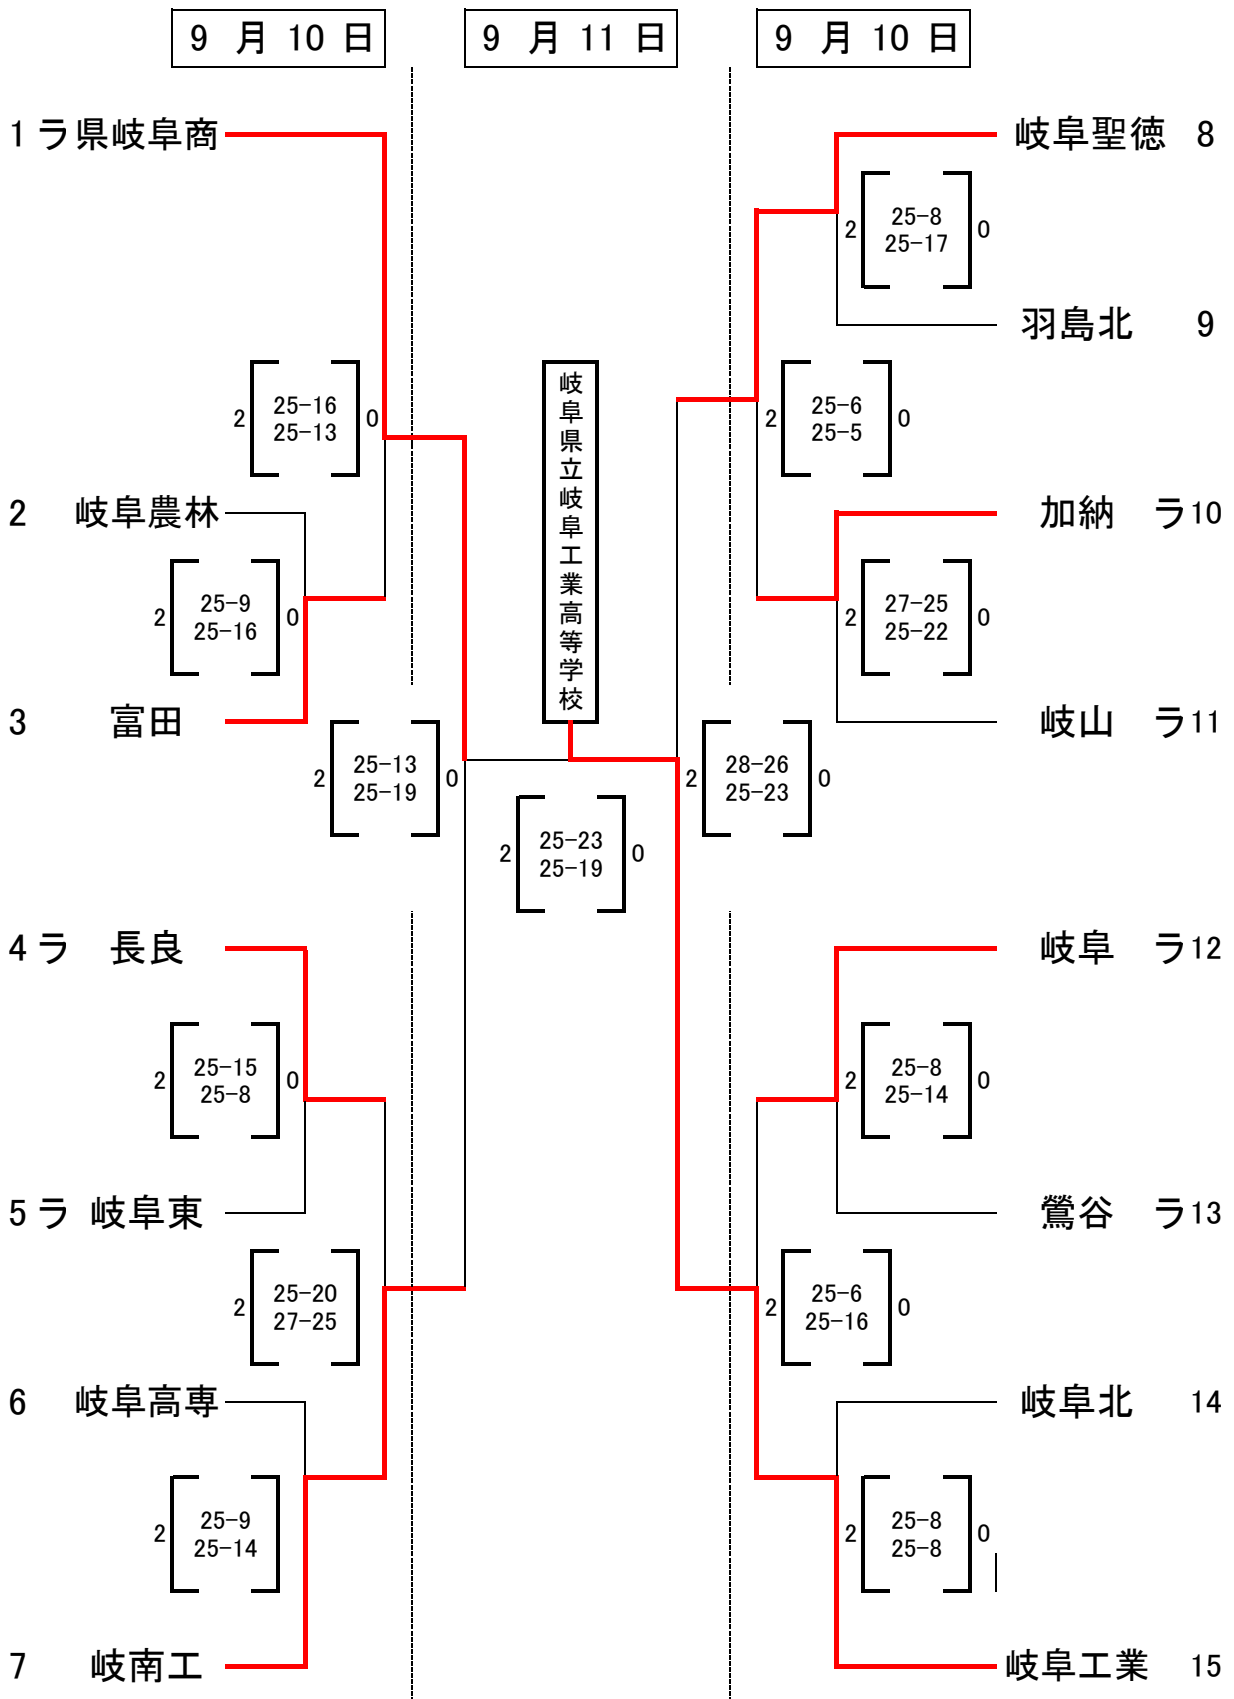 9 月 10 日
9 月 11 日
9 月 10 日
1 ラ 県岐阜商
2 25-16 0
25-13
2 岐阜農林
2 25-9 0
25-16
3 富田
2 25-13 0
25-19
4 ラ 長良
2 25-15 0
25-8
5 ラ 岐阜東
2 25-20 
27-25
6 岐阜高専
2 25-9
25-14
7 岐南工
岐阜県立岐阜工業高等学校
2 25-23 0
25-19
岐阜聖徳 8
2 25-8 0
25-17
羽島北 9
2 25-6 0
25-5
加納 ラ 10
2 27-25 0
25-22
岐山 ラ 11
2 28-26 0
25-23
岐阜 ラ 12
2 25-8 0
25-14
鶯谷 ラ 13
2 25-6 0
25-16
岐阜北 14
2 25-8 0
25-8
岐阜工業 15